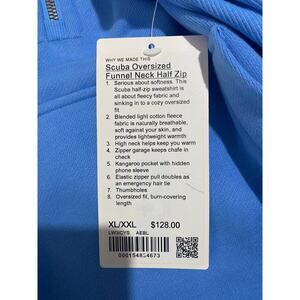 WHY WE MADE THIS
Scuba Oversized
Funnel Neck Half Zip
1. Serious about softness. This
Scuba half-zip sweatshirt is
all about fleecy fabric and
sinking in to a cozy oversized
fit
2. Blended light cotton fleece
fabric is naturally breathable,
soft against your skin, and
provides lightweight warmth
3. High neck helps keep you warm
4. Zipper garage keeps chafe in
check
5. Kangaroo pocket with hidden
phone sleeve
6. Elastic zipper pull doubles as
an emergency hair tie
7. Thumbholes
8. Oversized fit, bum-covering
length
XL/XXL $128.00
LW3CYS AEBL
000154824673